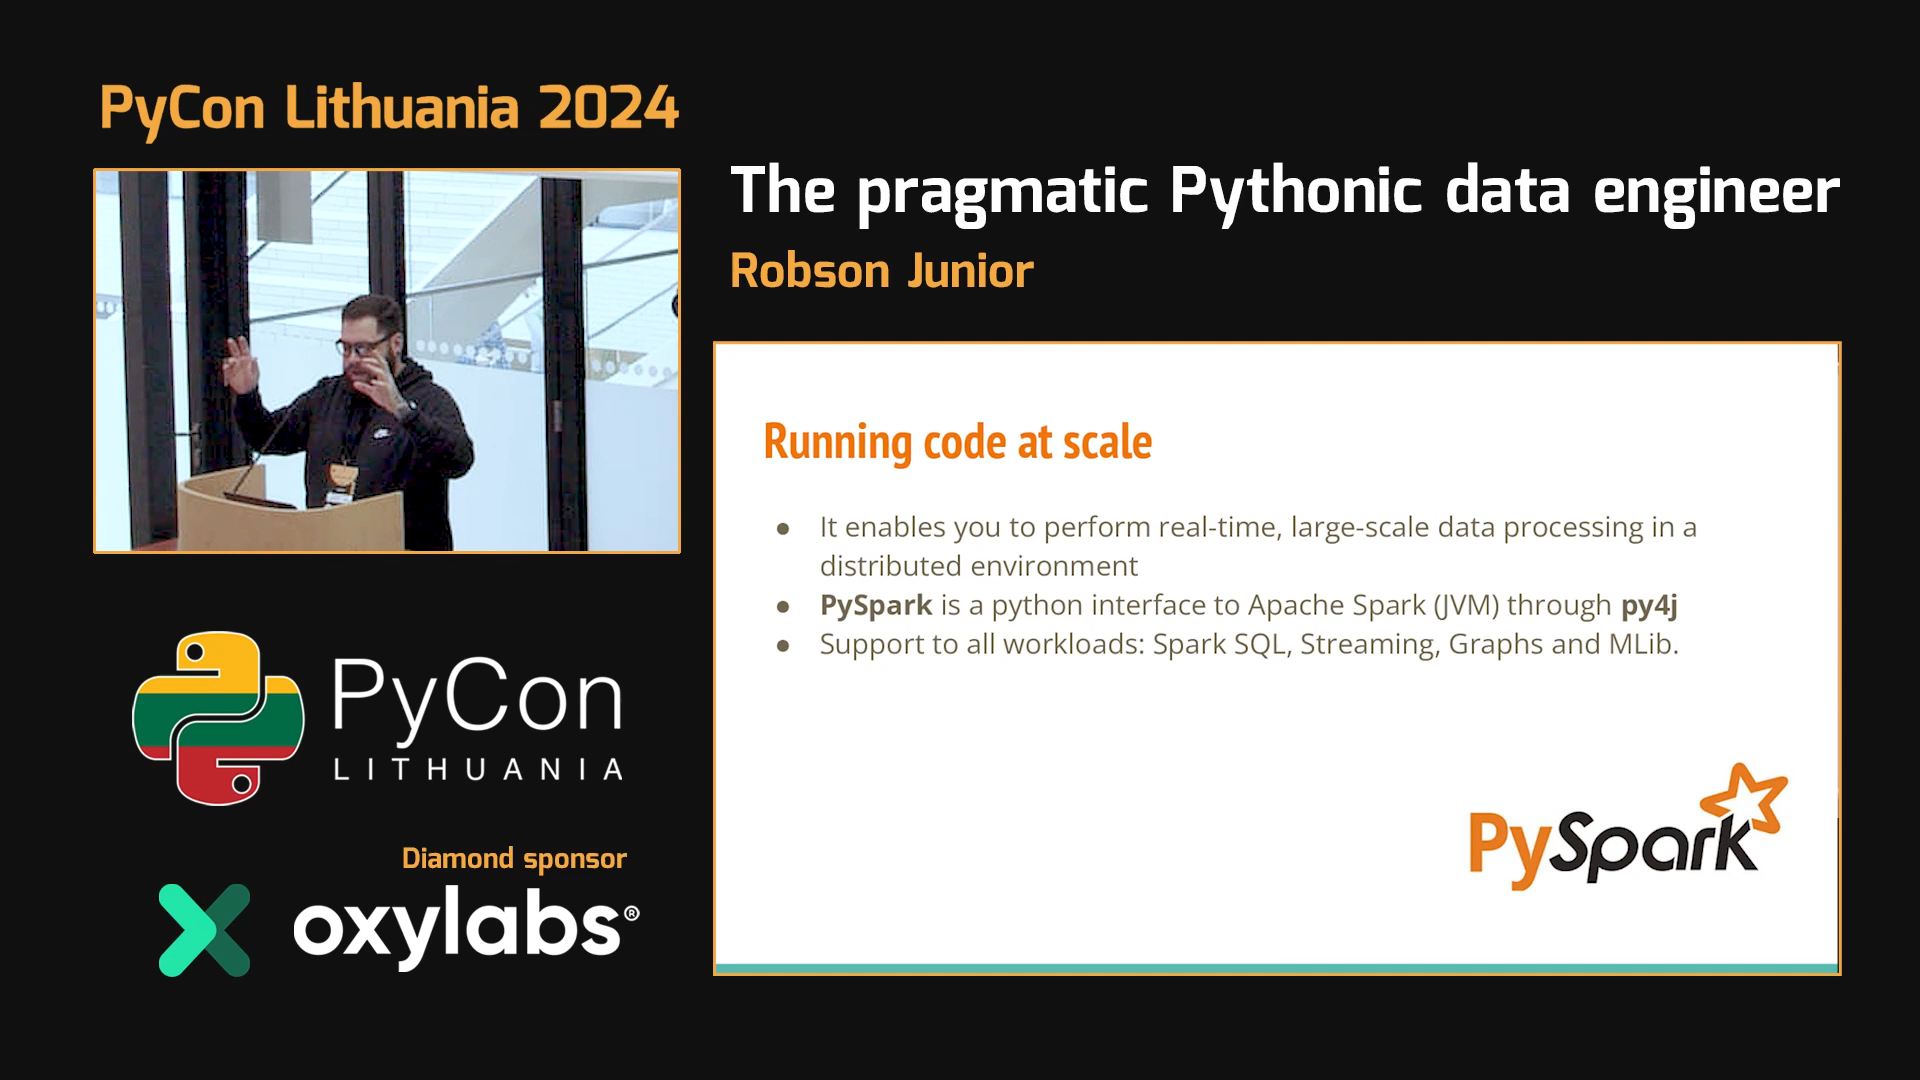 PyCon Lithuania 2024
The pragmatic Pythonic data engineer
Robson Junior
Running code at scale
● It enables you to perform real-time, large-scale data processing in a
distributed environment
● PySpark is a python interface to Apache Spark (JVM) through py4j
● Support to all workloads: Spark SQL, Streaming, Graphs and MLib.
PySpark
PyCon
LITHUANIA
Diamond sponsor
oxylabs®